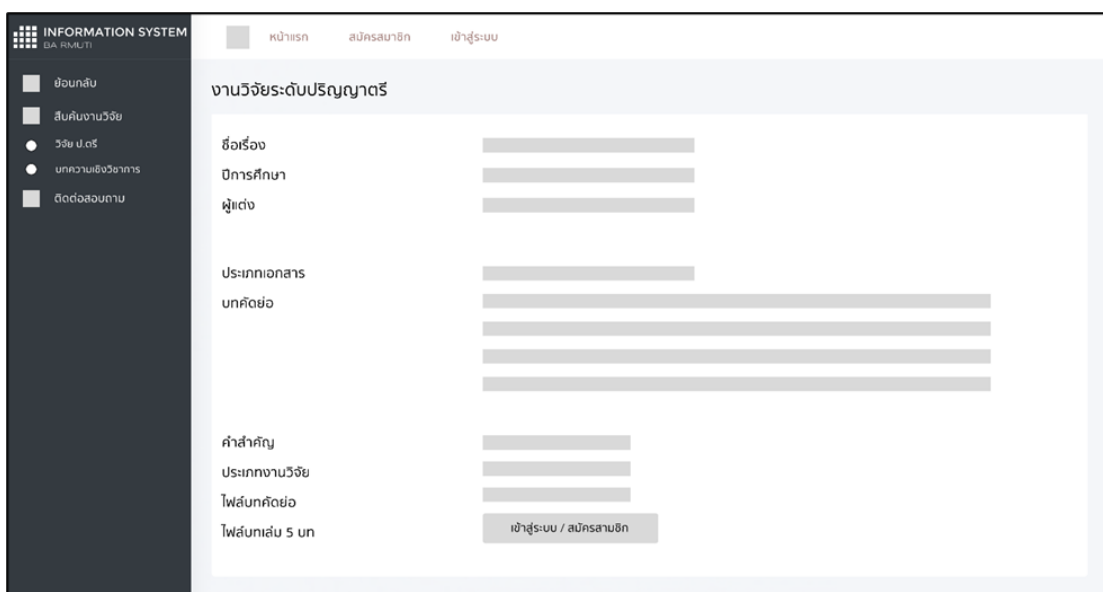 INFORMATION SYSTEM
BA RMUTI
หน้าแรก สมัครสมาชิก เข้าสู่ระบบ
ย้อนกลับ
สืบค้นงานวิจัย
วิจัย ป.ตรี
บทความเชิงวิชาการ
ติดต่อสอบถาม
งานวิจัยระดับปริญญาตรี
ชื่อเรื่อง
ปีการศึกษา
ผู้แต่ง
ประเภทเอกสาร
บทคัดย่อ
คำสำคัญ
ประเภทงานวิจัย
ไฟล์บทคัดย่อ
ไฟล์บทเล่ม 5 บท
เข้าสู่ระบบ / สมัครสามชิก